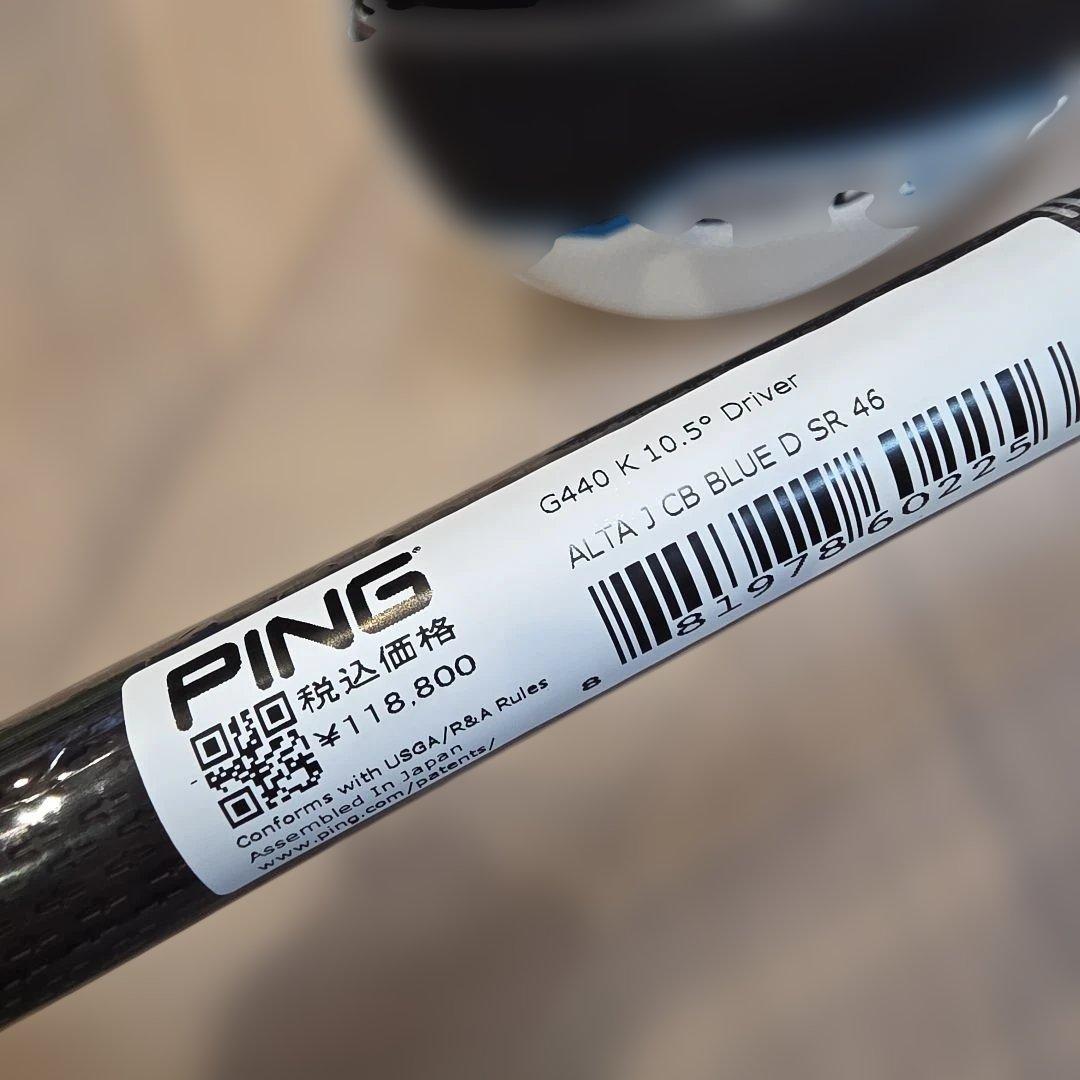 G440 K 10.5° Driver
ALTA J CB BLUE D SR 46
8 81978 60225
PING
税込価格
¥118,800
Conforms with USGA/R&A Rules
Assembled In Japan
www.ping.com/patents/